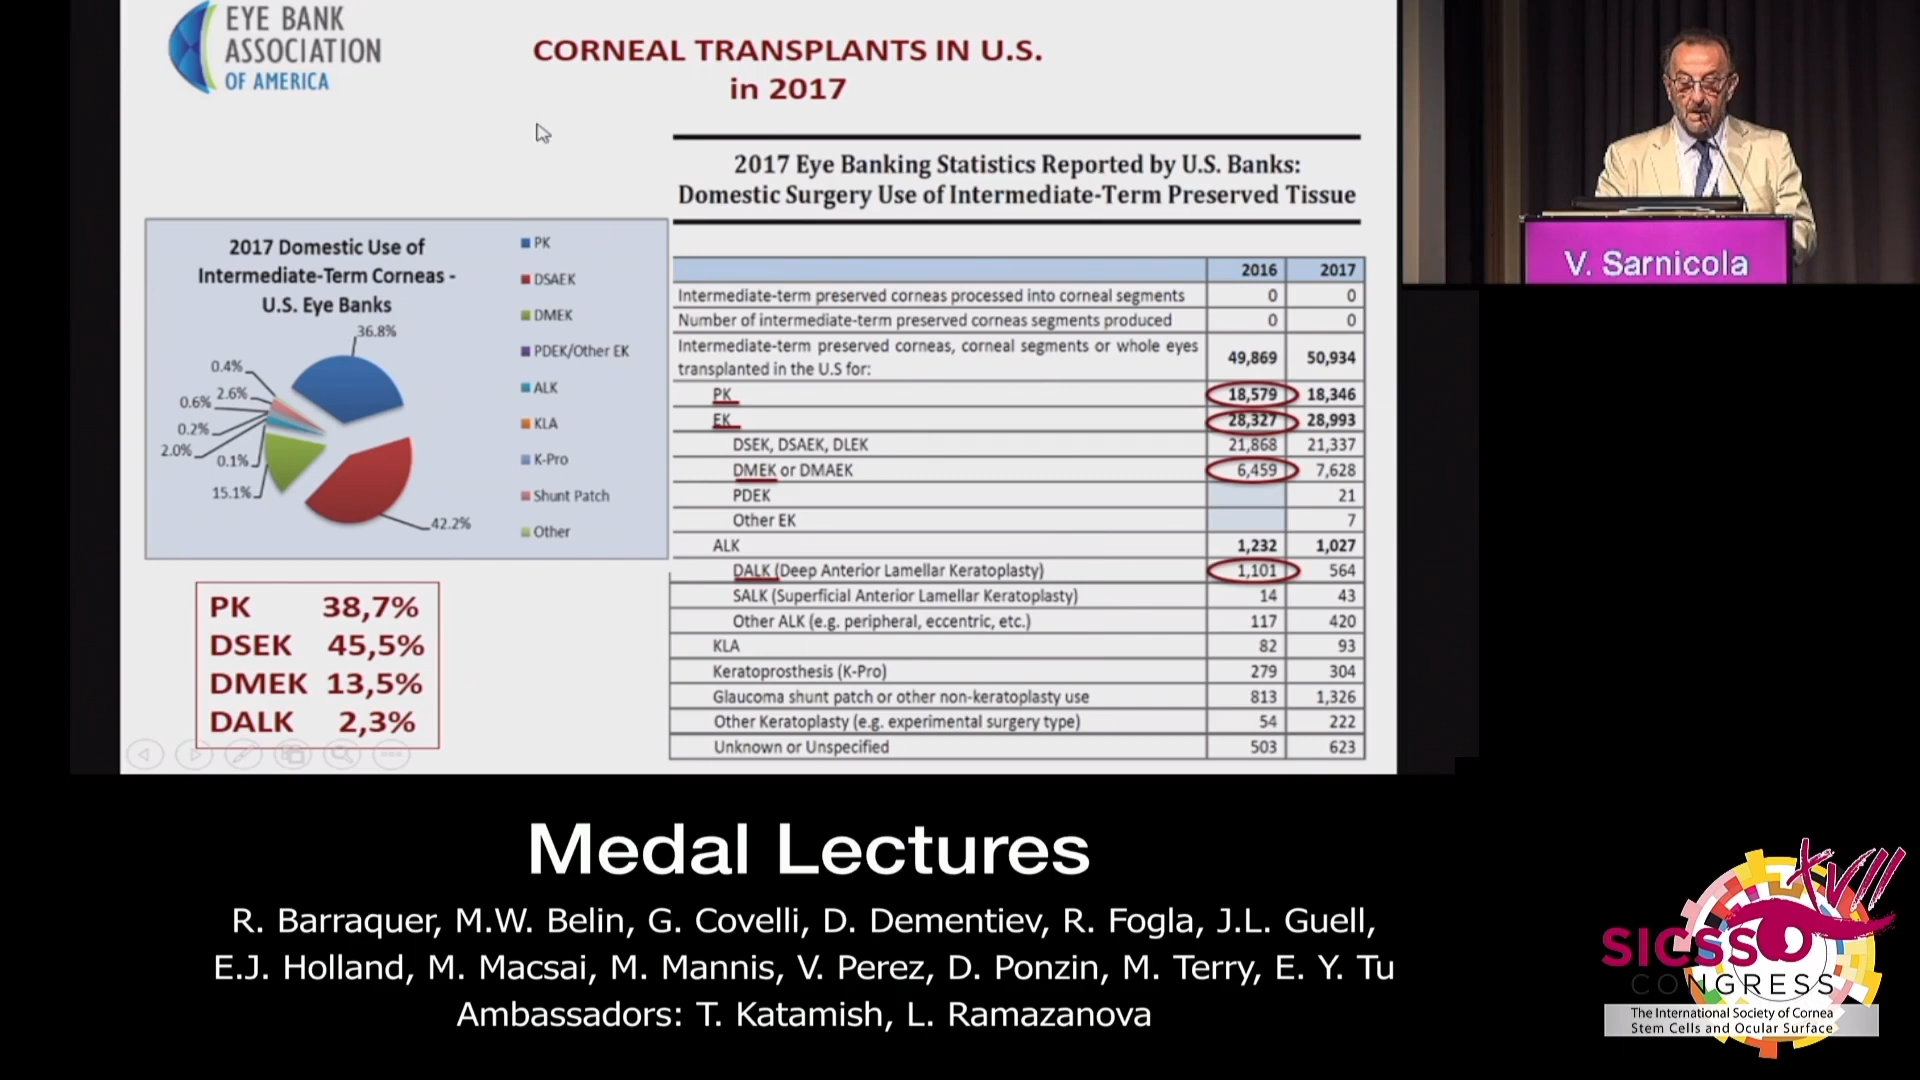 EYE BANK
ASSOCIATION
OF AMERICA
CORNEAL TRANSPLANTS IN U.S.
in 2017
2017 Eye Banking Statistics Reported by U.S. Banks:
Domestic Surgery Use of Intermediate-Term Preserved Tissue
2017 Domestic Use of
Intermediate-Term Corneas -
U.S. Eye Banks
36.8%
0.4%
2.6%
0.6%
0.2%
2.0%
0.1%
15.1%
42.2%
PK
DSAEK
DMEK
PDEK/Other EK
ALK
KLA
K-Pro
Shunt Patch
Other
PK 38,7%
DSEK 45,5%
DMEK 13,5%
DALK 2,3%
2016 2017
Intermediate-term preserved corneas processed into corneal segments 0 0
Number of intermediate-term preserved corneas segments produced 0 0
Intermediate-term preserved corneas, corneal segments or whole eyes
transplanted in the U.S for: 49,869 50,934
PK 18,579 18,346
EK 28,327 28,993
DSEK, DSAEK, DLEK 21,868 21,337
DMEK or DMAEK 6,459 7,628
PDEK 21
Other EK 7
ALK 1,232 1,027
DALK (Deep Anterior Lamellar Keratoplasty) 1,101 564
SALK (Superficial Anterior Lamellar Keratoplasty) 14 43
Other ALK (e.g. peripheral, eccentric, etc.) 117 420
KLA 82 93
Keratoprosthesis (K-Pro) 279 304
Glaucoma shunt patch or other non-keratoplasty use 813 1,326
Other Keratoplasty (e.g. experimental surgery type) 54 222
Unknown or Unspecified 503 623
V. Sarnicola
Medal Lectures
R. Barraquer, M.W. Belin, G. Covelli, D. Dementiev, R. Fogla, J.L. Guell,
E.J. Holland, M. Macsai, M. Mannis, V. Perez, D. Ponzin, M. Terry, E. Y. Tu
Ambassadors: T. Katamish, L. Ramazanova
XVII
SICSSO
CONGRESS
The International Society of Cornea
Stem Cells and Ocular Surface